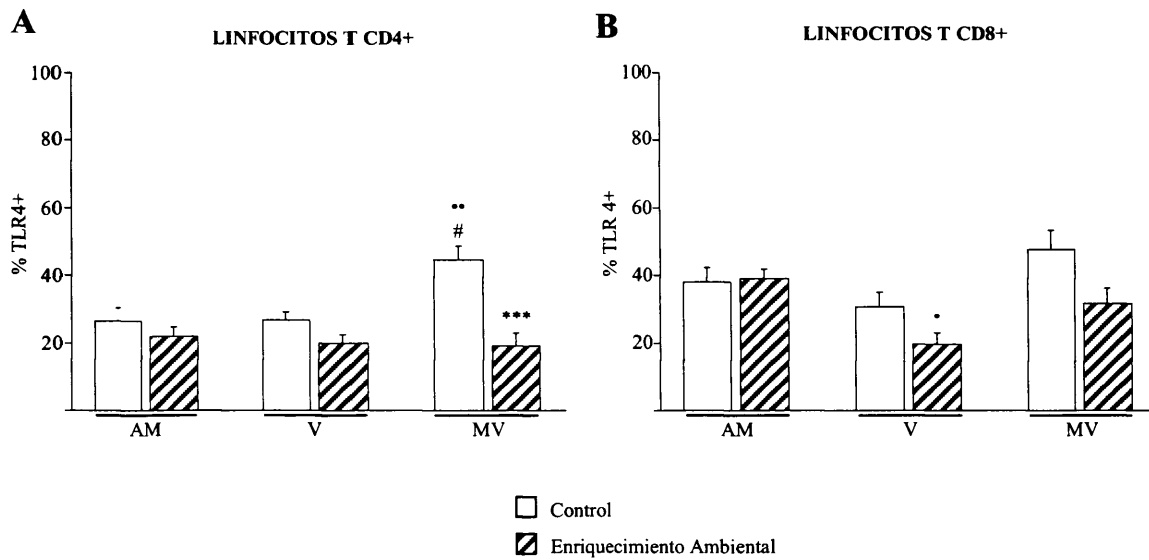 A
LINFOCITOS T CD4+
100
80
60
40
20
% TLR4+
••
#
***
AM
V
MV
B
LINFOCITOS T CD8+
100
80
60
40
20
% TLR 4+
•
AM
V
MV
Control
Enriquecimiento Ambiental